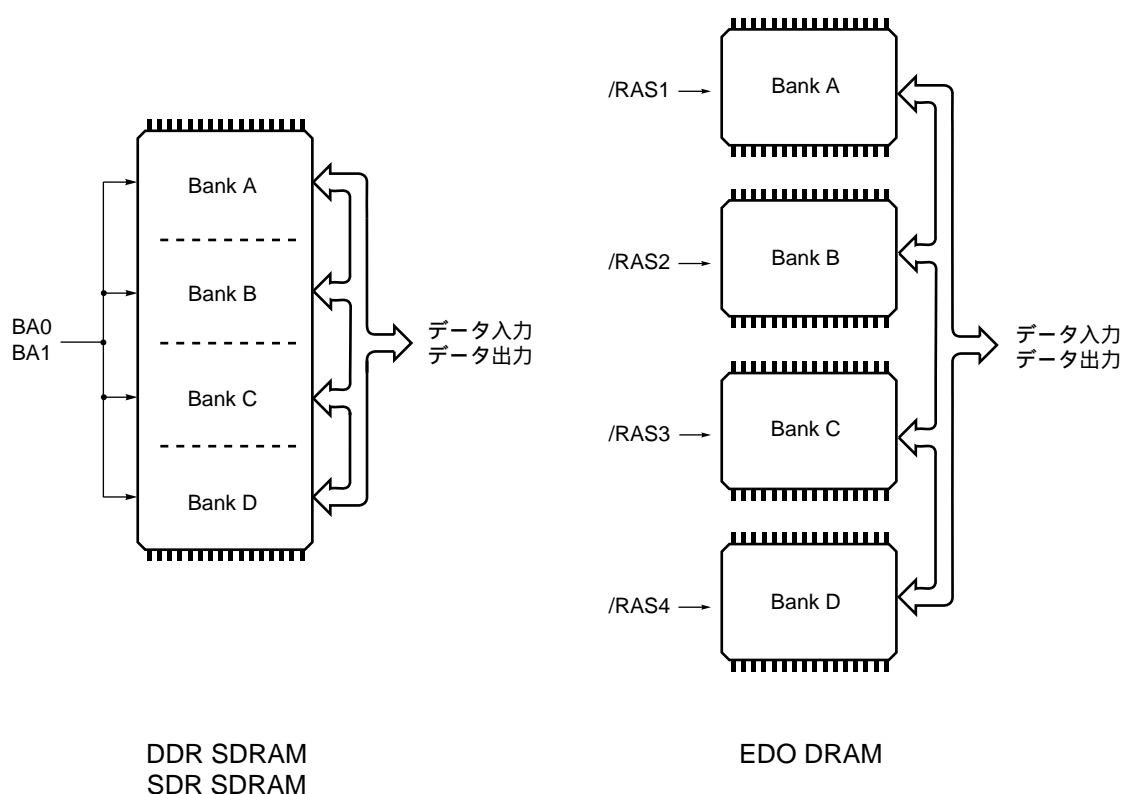 Bank A
Bank B
Bank C
Bank D
BA0
BA1
データ入力
データ出力
DDR SDRAM
SDR SDRAM
/RAS1
Bank A
/RAS2
Bank B
/RAS3
Bank C
/RAS4
Bank D
データ入力
データ出力
EDO DRAM